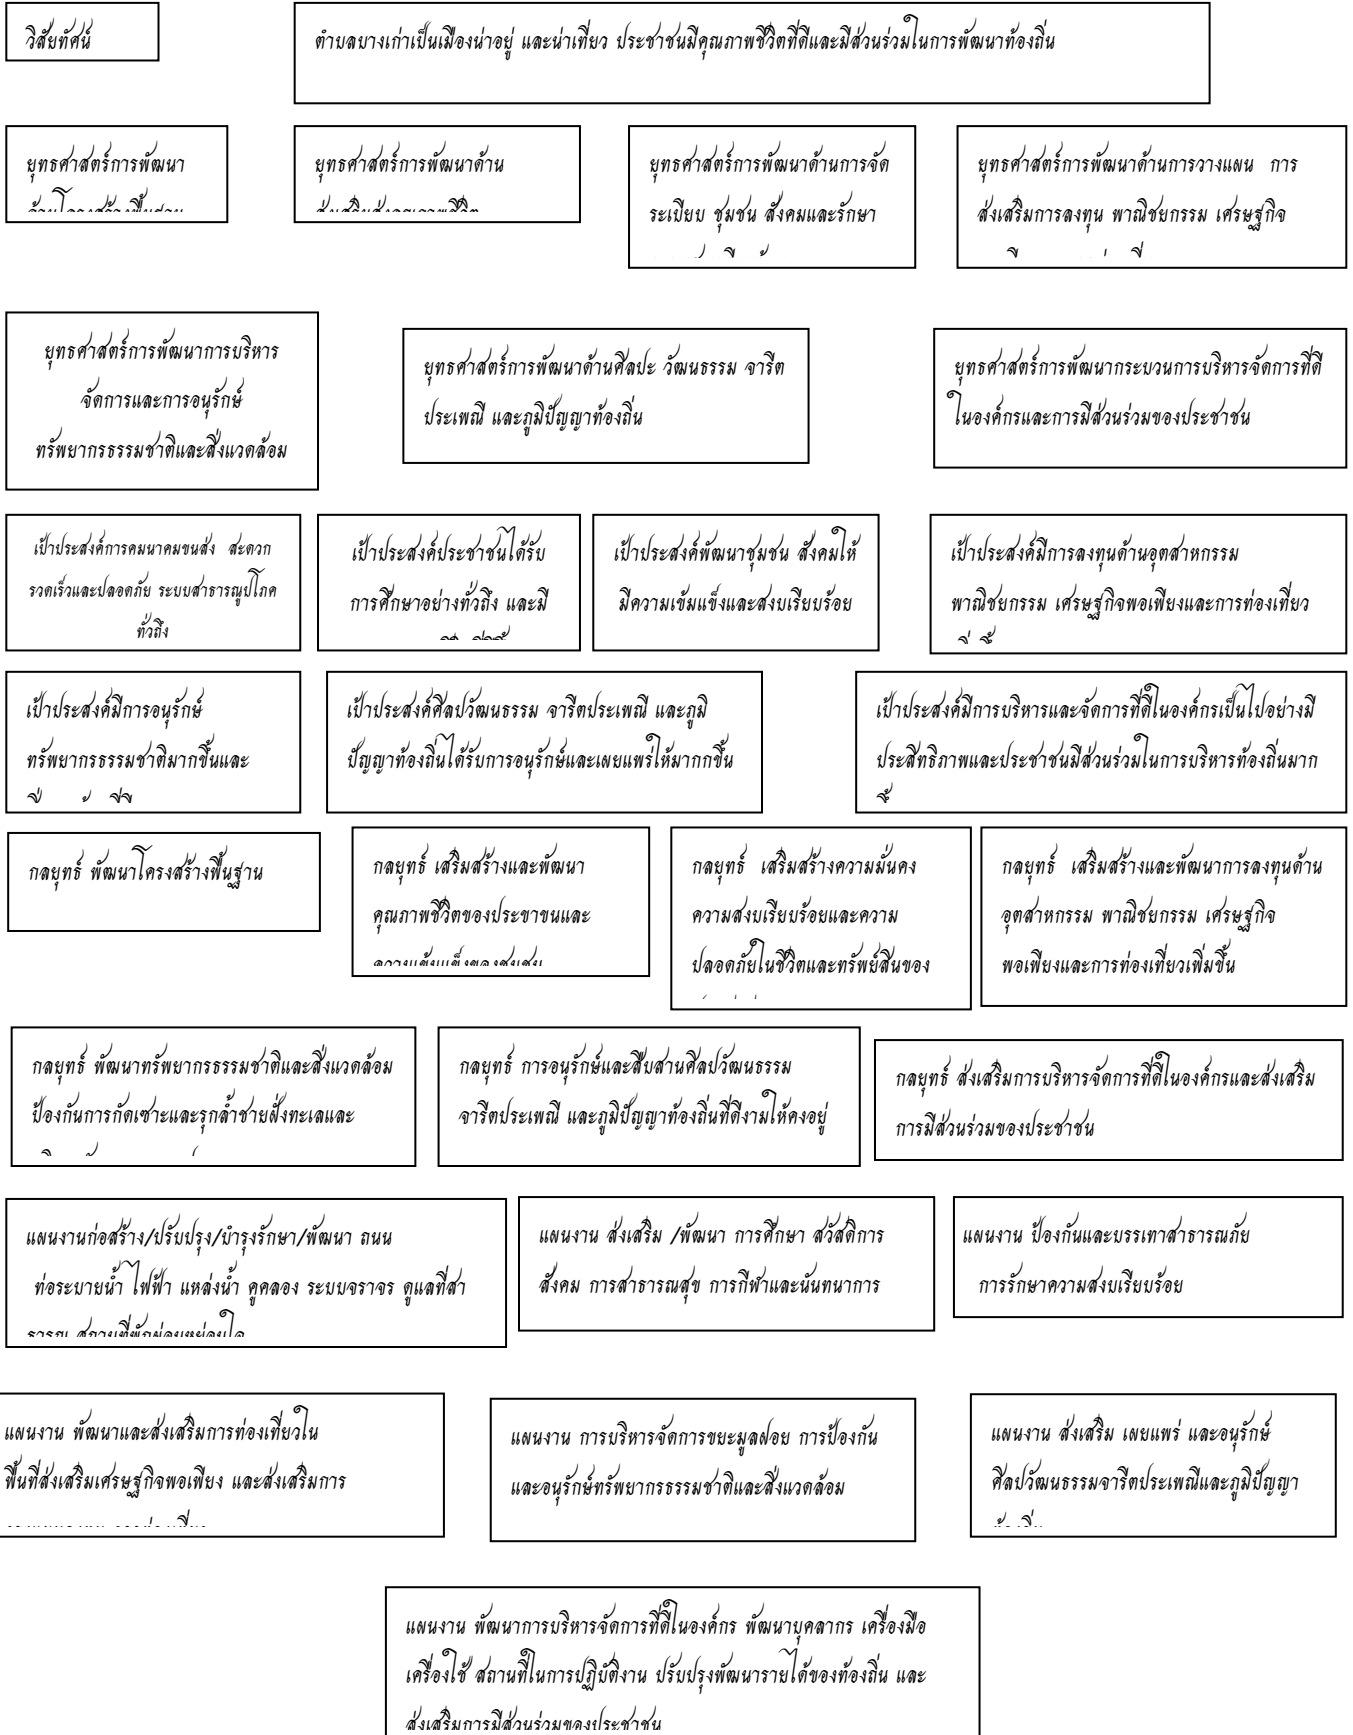 วิสัยทัศน์
ตำบลบางเก่าเป็นเมืองน่าอยู่ และน่าเที่ยว ประชาชนมีคุณภาพชีวิตที่ดีและมีส่วนร่วมในการพัฒนาท้องถิ่น
ยุทธศาสตร์การพัฒนา
ด้านโครงสร้างพื้นฐาน
ยุทธศาสตร์การพัฒนาด้าน
ยุทธศาสตร์การพัฒนาด้านการจัด
ระเบียบ ชุมชน สังคมและรักษา
ยุทธศาสตร์การพัฒนาด้านการวางแผน การ
ส่งเสริมการลงทุน พาณิชยกรรม เศรษฐกิจ
ยุทธศาสตร์การพัฒนาการบริหาร
จัดการและการอนุรักษ์
ทรัพยากรธรรมชาติและสิ่งแวดล้อม
ยุทธศาสตร์การพัฒนาด้านศิลปะ วัฒนธรรม จารีต
ประเพณี และภูมิปัญญาท้องถิ่น
ยุทธศาสตร์การพัฒนากระบวนการบริหารจัดการที่ดี
ในองค์กรและการมีส่วนร่วมของประชาชน
เป้าประสงค์การคมนาคมขนส่ง สะดวก
รวดเร็วและปลอดภัย ระบบสาธารณูปโภค
ทั่วถึง
เป้าประสงค์ประชาชนได้รับ
การศึกษาอย่างทั่วถึง และมี
เป้าประสงค์พัฒนาชุมชน สังคมให้
มีความเข้มแข็งและสงบเรียบร้อย
เป้าประสงค์มีการลงทุนด้านอุตสาหกรรม
พาณิชยกรรม เศรษฐกิจพอเพียงและการท่องเที่ยว
เป้าประสงค์มีการอนุรักษ์
ทรัพยากรธรรมชาติมากขึ้นและ
เป้าประสงค์ศิลปวัฒนธรรม จารีตประเพณี และภูมิ
ปัญญาท้องถิ่นได้รับการอนุรักษ์และเผยแพร่ให้มากกขึ้น
เป้าประสงค์มีการบริหารและจัดการที่ดีในองค์กรเป็นไปอย่างมี
ประสิทธิภาพและประชาชนมีส่วนร่วมในการบริหารท้องถิ่นมาก
ขึ้น
กลยุทธ์ พัฒนาโครงสร้างพื้นฐาน
กลยุทธ์ เสริมสร้างและพัฒนา
คุณภาพชีวิตของประขาขนและ
ความเข้มแข็งของชุมชน
กลยุทธ์ เสริมสร้างความมั่นคง
ความสงบเรียบร้อยและความ
ปลอดภัยในชีวิตและทรัพย์สินของ
กลยุทธ์ เสริมสร้างและพัฒนาการลงทุนด้าน
อุตสาหกรรม พาณิชยกรรม เศรษฐกิจ
พอเพียงและการท่องเที่ยวเพิ่มขึ้น
กลยุทธ์ พัฒนาทรัพยากรธรรมชาติและสิ่งแวดล้อม
ป้องกันการกัดเซาะและรุกล้ำชายฝั่งทะเลและ
กลยุทธ์ การอนุรักษ์และสืบสานศิลปวัฒนธรรม
จารีตประเพณี และภูมิปัญญาท้องถิ่นที่ดีงามให้คงอยู่
กลยุทธ์ ส่งเสริมการบริหารจัดการที่ดีในองค์กรและส่งเสริม
การมีส่วนร่วมของประชาชน
แผนงานก่อสร้าง/ปรับปรุง/บำรุงรักษา/พัฒนา ถนน
ท่อระบายน้ำ ไฟฟ้า แหล่งน้ำ คูคลอง ระบบจราจร ดูแลที่สา
ธารณ สถานที่พักผ่อนหย่อนใจ
แผนงาน ส่งเสริม /พัฒนา การศึกษา สวัสดิการ
สังคม การสาธารณสุข การกีฬาและนันทนาการ
แผนงาน ป้องกันและบรรเทาสาธารณภัย
การรักษาความสงบเรียบร้อย
แผนงาน พัฒนาและส่งเสริมการท่องเที่ยวใน
พื้นที่ส่งเสริมเศรษฐกิจพอเพียง และส่งเสริมการ
แผนงาน การบริหารจัดการขยะมูลฝอย การป้องกัน
และอนุรักษ์ทรัพยากรธรรมชาติและสิ่งแวดล้อม
แผนงาน ส่งเสริม เผยแพร่ และอนุรักษ์
ศิลปวัฒนธรรมจารีตประเพณีและภูมิปัญญา
ท้องถิ่น
แผนงาน พัฒนาการบริหารจัดการที่ดีในองค์กร พัฒนาบุคลากร เครื่องมือ
เครื่องใช้ สถานที่ในการปฏิบัติงาน ปรับปรุงพัฒนารายได้ของท้องถิ่น และ
ส่งเสริมการมีส่วนร่วมของประชาชน